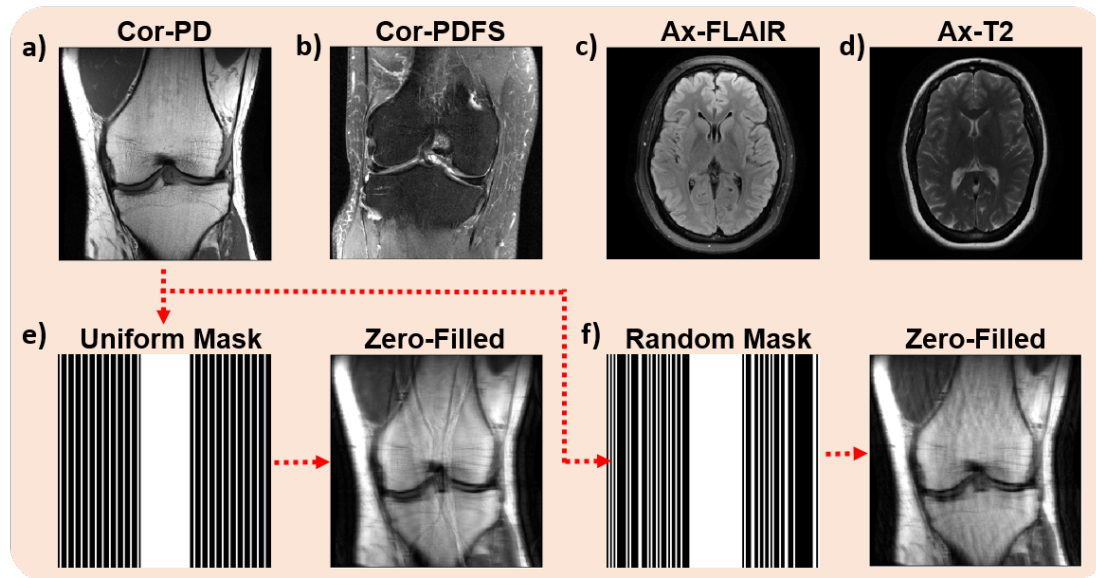 a) Cor-PD
b) Cor-PDFS
c) Ax-FLAIR
d) Ax-T2
e) Uniform Mask
Zero-Filled
f) Random Mask
Zero-Filled